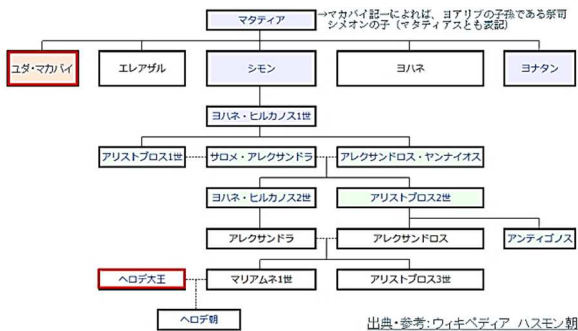 マタティア
→マカバイ記一によれば、ヨアリブの子孫である祭司
シメオンの子（マタティアスとも表記）
ユダ・マカバイ
エレアザル
シモン
ヨハネ
ヨナタン
ヨハネ・ヒルカノス1世
アリストブロス1世
サロメ・アレクサンドラ
アレクサンドロス・ヤンナイオス
ヨハネ・ヒルカノス2世
アリストブロス2世
アレクサンドラ
アレクサンドロス
アンティゴノス
ヘロデ大王
マリアムネ1世
アリストブロス3世
ヘロデ朝
出典・参考：ウィキペディア ハスモン朝